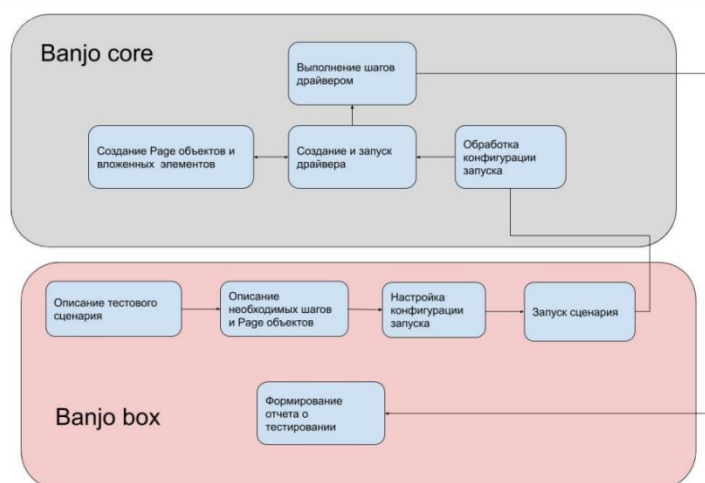 Banjo core
Выполнение шагов
драйвером
Создание Page объектов и
вложенных элементов
Создание и запуск
драйвера
Обработка
конфигурации
запуска
Описание тестового
сценария
Описание
необходимых шагов
и Page объектов
Настройка
конфигурации
запуска
Запуск сценария
Banjo box
Формирование
отчета о
тестировании